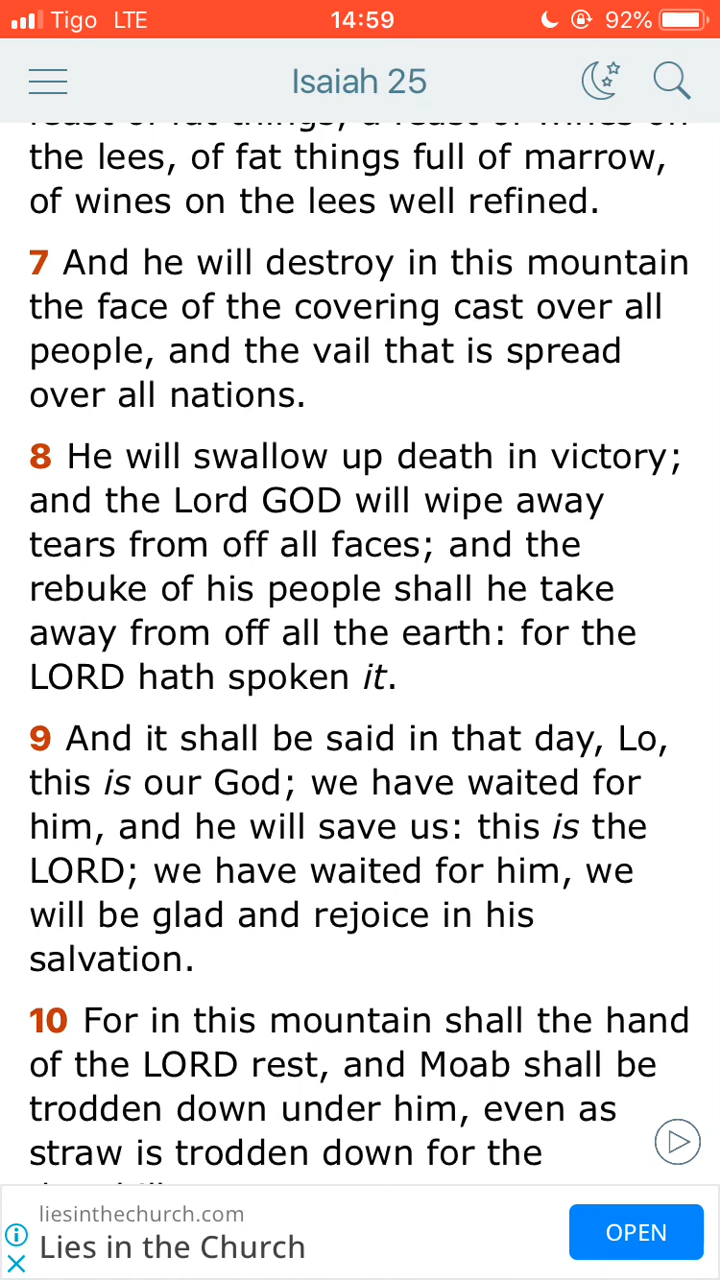 Tigo LTE 14:59 92%
Isaiah 25
feast of fat things, a feast of wines on
the lees, of fat things full of marrow,
of wines on the lees well refined.
7 And he will destroy in this mountain
the face of the covering cast over all
people, and the vail that is spread
over all nations.
8 He will swallow up death in victory;
and the Lord GOD will wipe away
tears from off all faces; and the
rebuke of his people shall he take
away from off all the earth: for the
LORD hath spoken it.
9 And it shall be said in that day, Lo,
this is our God; we have waited for
him, and he will save us: this is the
LORD; we have waited for him, we
will be glad and rejoice in his
salvation.
10 For in this mountain shall the hand
of the LORD rest, and Moab shall be
trodden down under him, even as
straw is trodden down for the
liesinthechurch.com
Lies in the Church
OPEN